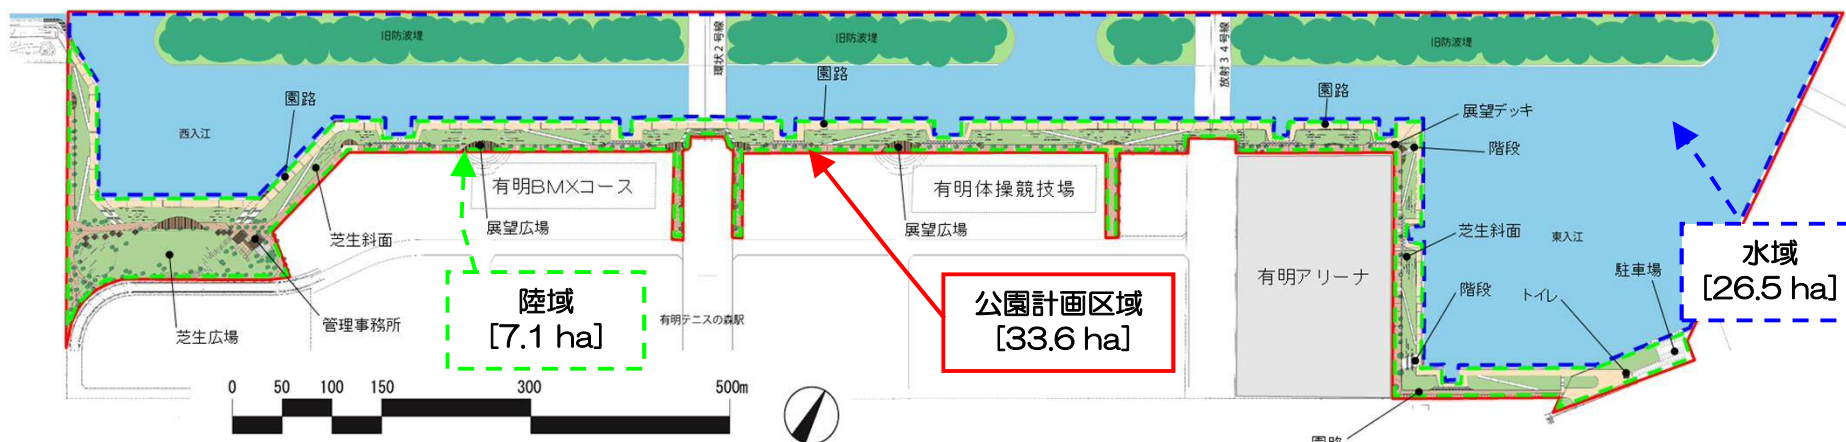 旧防波堤
環状2号線
旧防波堤
放射34号線
旧防波堤
園路
園路
園路
展望デッキ
西入江
階段
有明BMXコース
有明体操競技場
展望広場
展望広場
芝生斜面
芝生斜面
東入江
水域
[26.5 ha]
有明アリーナ
駐車場
陸域
[7.1 ha]
公園計画区域
[33.6 ha]
階段
トイレ
管理事務所
有明テニスの森駅
芝生広場
0 50 100 150 300 500m
園路